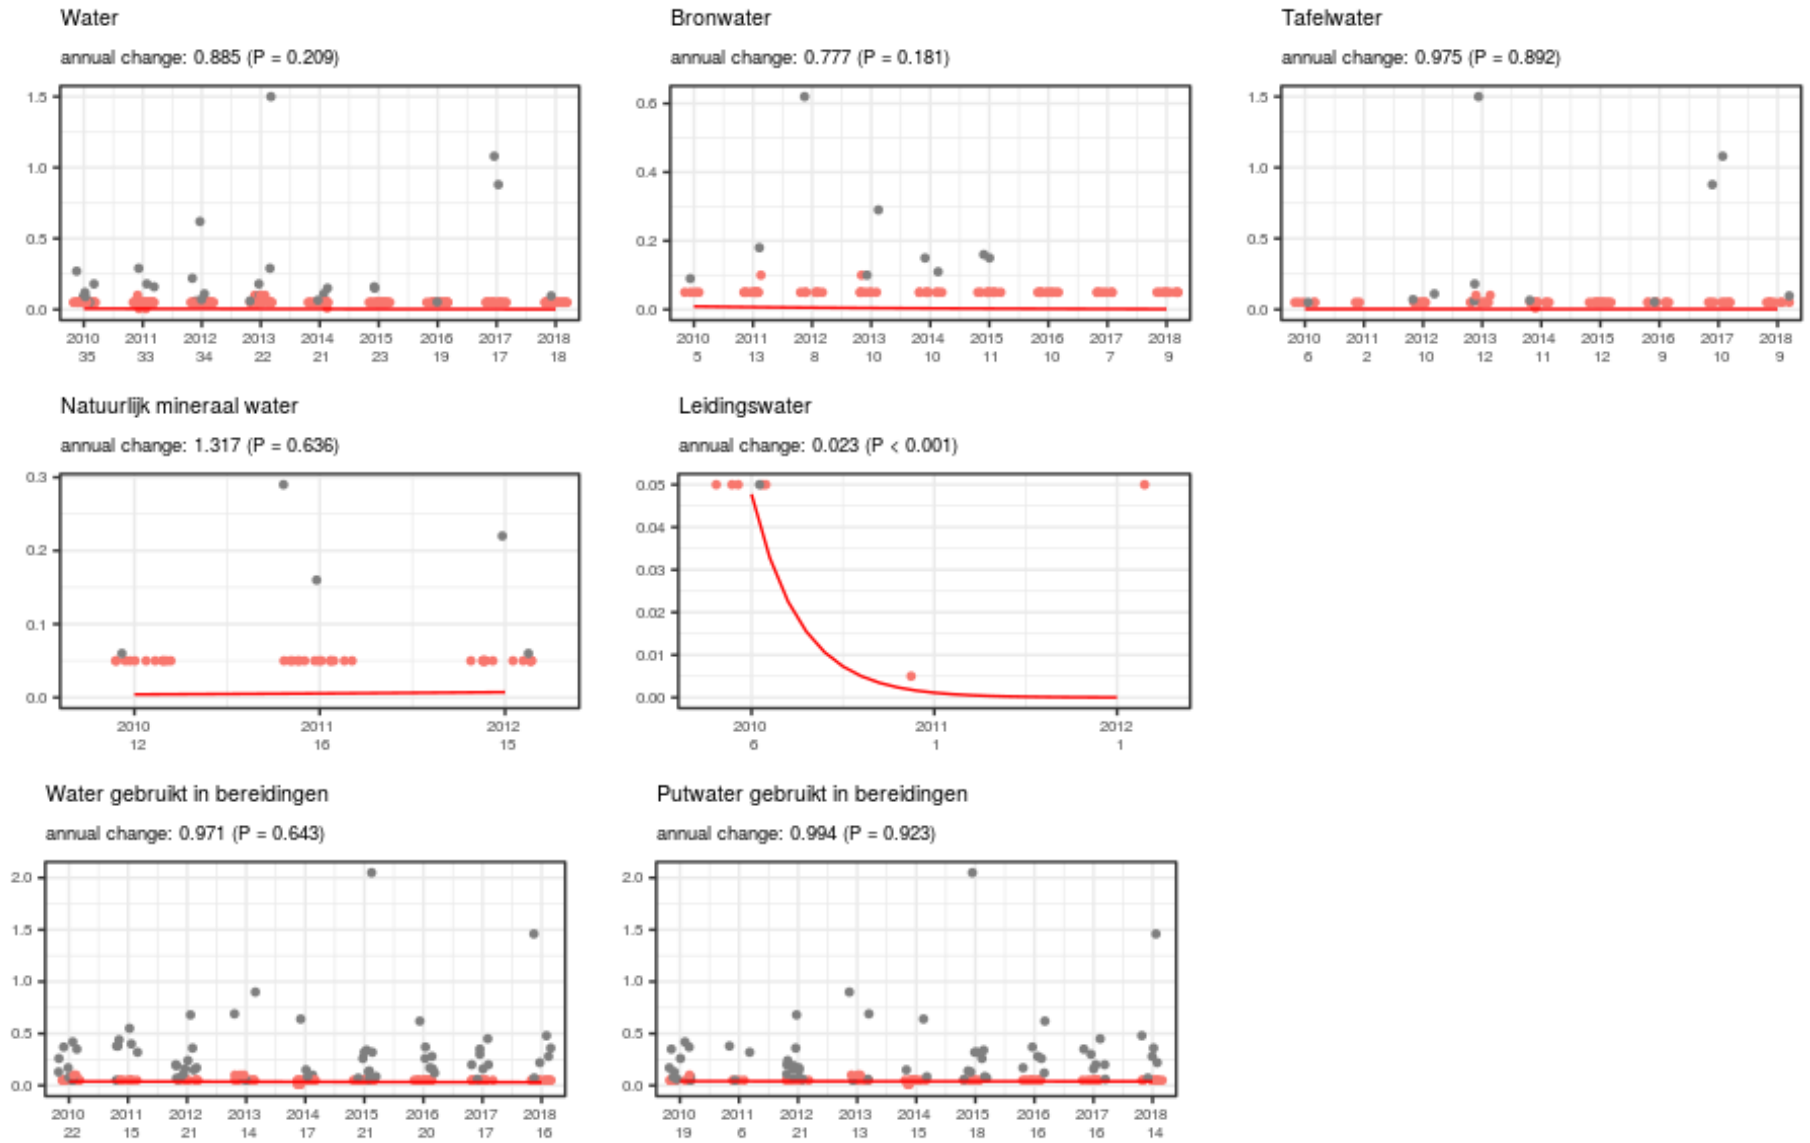 Water
annual change: 0.885 (P = 0.209)
1.5
1.0
0.5
0.0
2010 2011 2012 2013 2014 2015 2016 2017 2018
35 33 34 22 21 23 19 17 18
Bronwater
annual change: 0.777 (P = 0.181)
0.6
0.4
0.2
0.0
2010 2011 2012 2013 2014 2015 2016 2017 2018
5 13 8 10 10 11 10 7 9
Tafelwater
annual change: 0.975 (P = 0.892)
1.5
1.0
0.5
0.0
2010 2011 2012 2013 2014 2015 2016 2017 2018
6 2 10 12 11 12 9 10 9
Natuurlijk mineraal water
annual change: 1.317 (P = 0.636)
0.3
0.2
0.1
0.0
2010 2011 2012
12 16 15
Leidingswater
annual change: 0.023 (P < 0.001)
0.05
0.04
0.03
0.02
0.01
0.00
2010 2011 2012
6 1 1
Water gebruikt in bereidingen
annual change: 0.971 (P = 0.643)
2.0
1.5
1.0
0.5
0.0
2010 2011 2012 2013 2014 2015 2016 2017 2018
22 15 21 14 17 21 20 17 16
Putwater gebruikt in bereidingen
annual change: 0.994 (P = 0.923)
2.0
1.5
1.0
0.5
0.0
2010 2011 2012 2013 2014 2015 2016 2017 2018
19 6 21 13 15 18 16 16 14